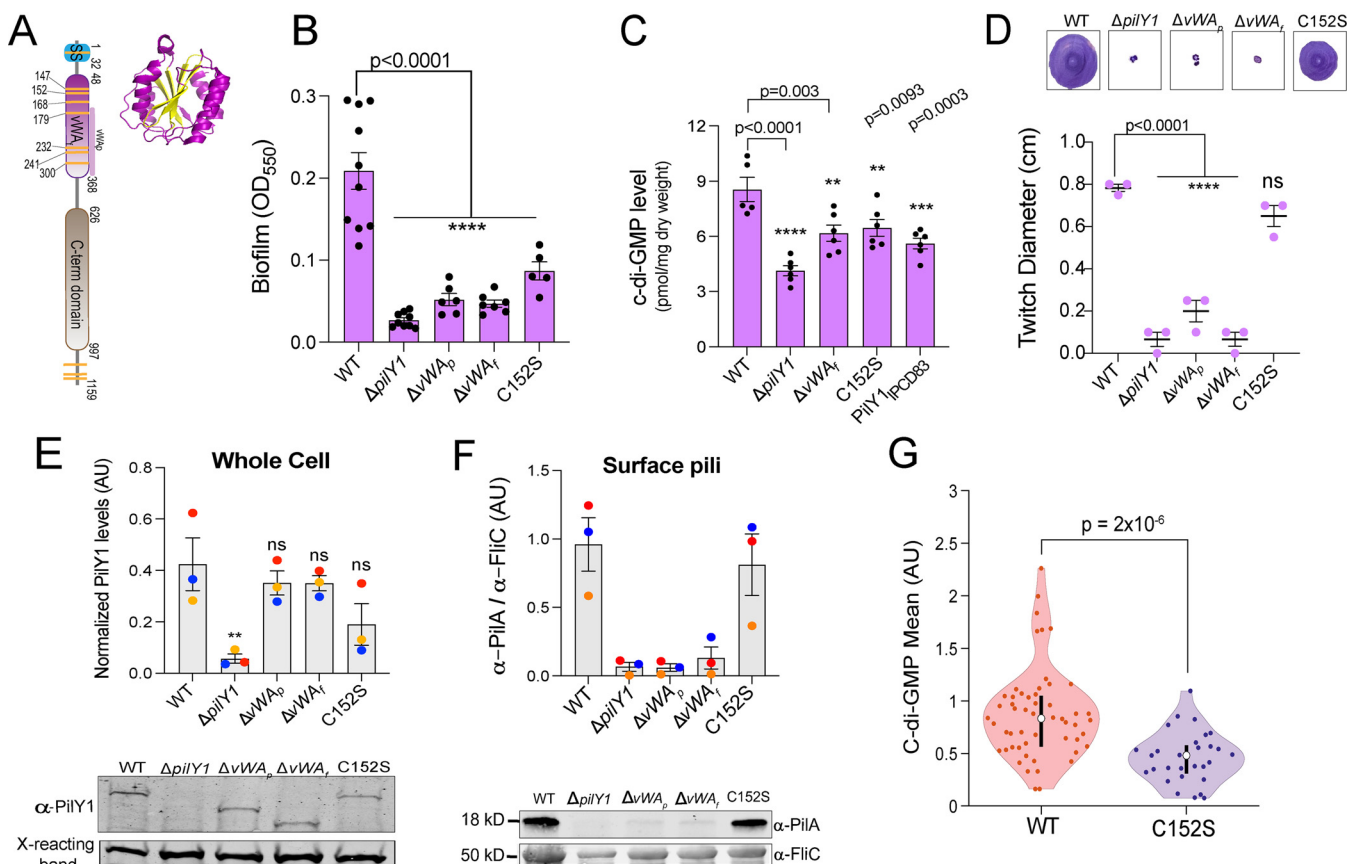 A
SS
1
32
48
147
152
168
179
vWAf
vWAp
232
241
300
368
626
C-term domain
997
1159
B
p<0.0001
Biofilm (OD550)
0.3
0.2
0.1
0.0
****
WT
ΔpilY1
ΔvWAp
ΔvWAf
C152S
C
p=0.0093
p=0.003
p=0.0003
p<0.0001
c-di-GMP level
(pmol/mg dry weight)
12
9
6
3
0
****
**
**
***
WT
ΔpilY1
ΔvWAf
C152S
PilY1IPCD83
D
WT
ΔpilY1
ΔvWAp
ΔvWAf
C152S
p<0.0001
Twitch Diameter (cm)
1.0
0.8
0.6
0.4
0.2
0.0
****
ns
WT
ΔpilY1
ΔvWAp
ΔvWAf
C152S
E
Whole Cell
Normalized PilY1 levels (AU)
0.8
0.6
0.4
0.2
0.0
**
ns
ns
ns
WT
ΔpilY1
ΔvWAp
ΔvWAf
C152S
WT ΔpilY1 ΔvWAp ΔvWAf C152S
α-PilY1
X-reacting
band
F
Surface pili
α-PilA / α-FliC (AU)
1.5
1.0
0.5
0.0
WT
ΔpilY1
ΔvWAp
ΔvWAf
C152S
WT ΔpilY1 ΔvWAp ΔvWAf C152S
18 kD
α-PilA
50 kD
α-FliC
G
C-di-GMP Mean (AU)
3
2.5
2
1.5
1
0.5
0
p = 2x10-6
WT
C152S